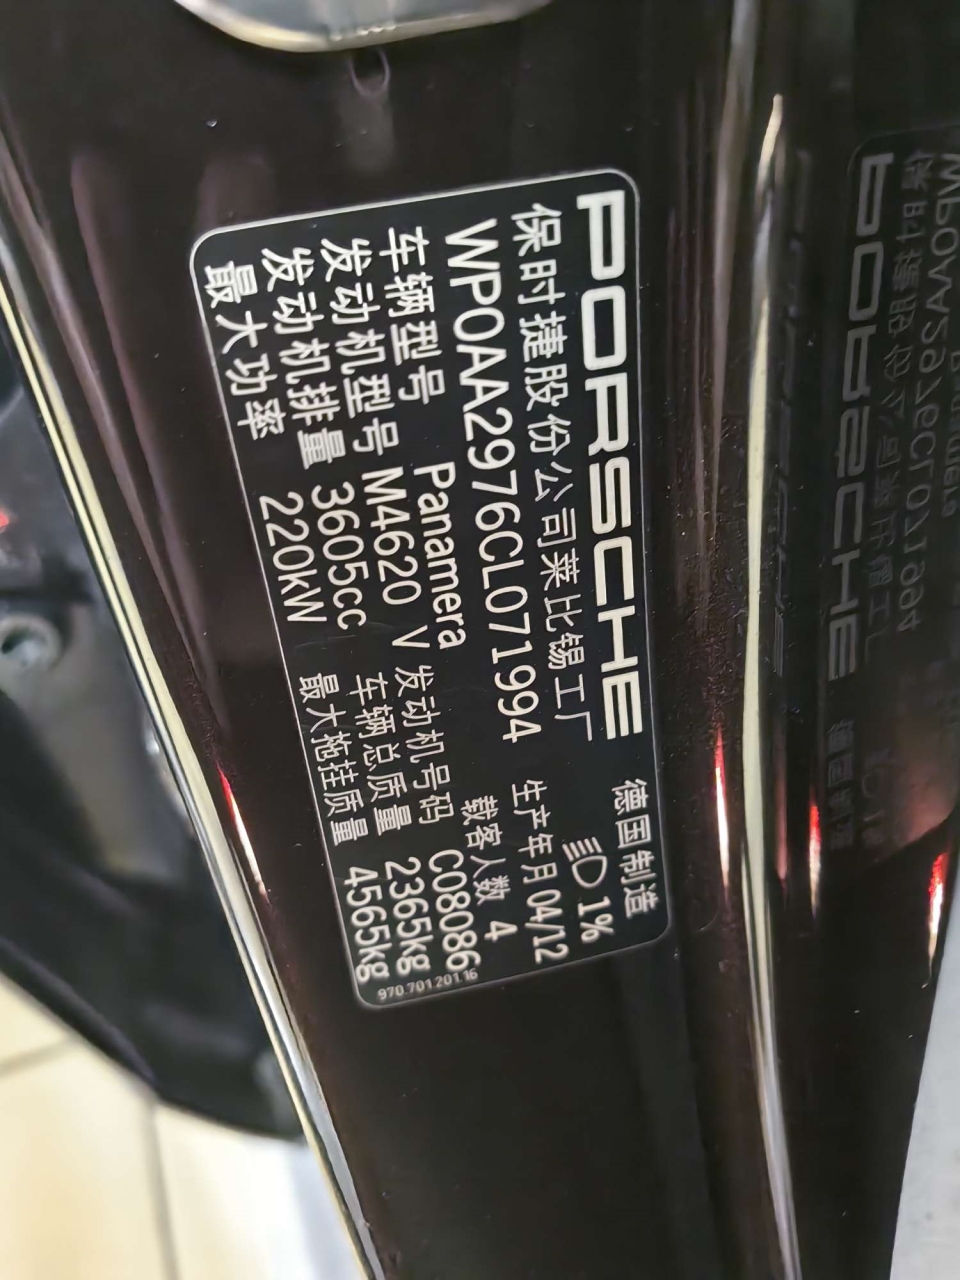 PORSCHE 德国制造
保时捷股份公司莱比锡工厂 1%
WP0AA2976CL071994 生产年月 04/12
车辆型号 Panamera 载客人数 4
发动机型号 M4620 V 发动机号码 C08086
发动机排量 3605cc 车辆总质量 2365kg
最大功率 220kW 最大拖挂质量 4565kg
970.701.201.16